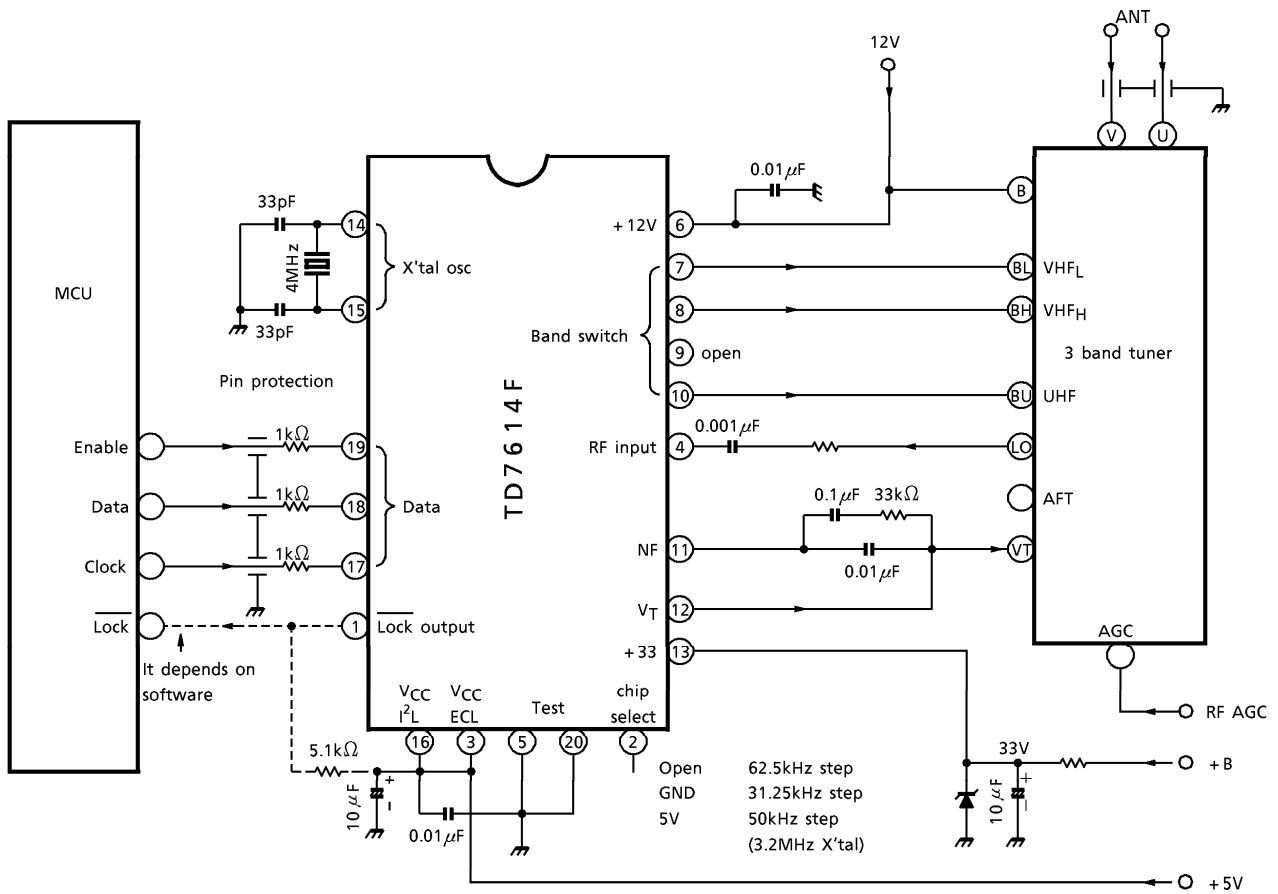 ANT
12V
V
U
0.01μF
B
33pF
14
+12V
6
4MHz
X'tal osc
7
BL
VHFL
MCU
15
8
BH
VHFH
33pF
Band switch
9
open
3 band tuner
Pin protection
10
BU
UHF
TD7614F
0.001μF
Enable
1kΩ
19
RF input
4
LO
Data
1kΩ
18
Data
0.1μF
33kΩ
AFT
Clock
1kΩ
17
NF
11
VT
0.01μF
Lock
1
Lock output
VT
12
AGC
It depends on
software
+33
13
VCC
I²L
VCC
ECL
Test
chip
select
RF AGC
16
3
5
20
2
5.1kΩ
33V
+B
Open 62.5kHz step
GND 31.25kHz step
5V 50kHz step
(3.2MHz X'tal)
+
-
10μF
0.01μF
+
-
10μF
+5V